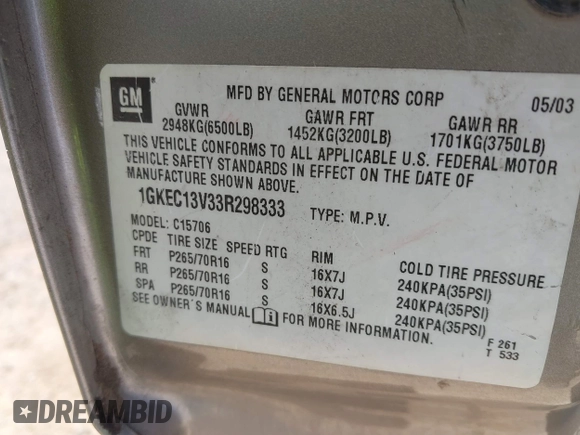 GM
MFD BY GENERAL MOTORS CORP 05/03
GVWR GAWR FRT GAWR RR
2948KG(6500LB) 1452KG(3200LB) 1701KG(3750LB)
THIS VEHICLE CONFORMS TO ALL APPLICABLE U.S. FEDERAL MOTOR
VEHICLE SAFETY STANDARDS IN EFFECT ON THE DATE OF
MANUFACTURE SHOWN ABOVE.
1GKEC13V33R298333 TYPE: M.P.V.
MODEL: C15706
CPDE TIRE SIZE SPEED RTG RIM COLD TIRE PRESSURE
FRT P265/70R16 S 16X7J 240KPA(35PSI)
RR P265/70R16 S 16X7J 240KPA(35PSI)
SPA P265/70R16 S 16X6.5J 240KPA(35PSI)
SEE OWNER'S MANUAL i FOR MORE INFORMATION.
F 261
T 533
DREAMBID